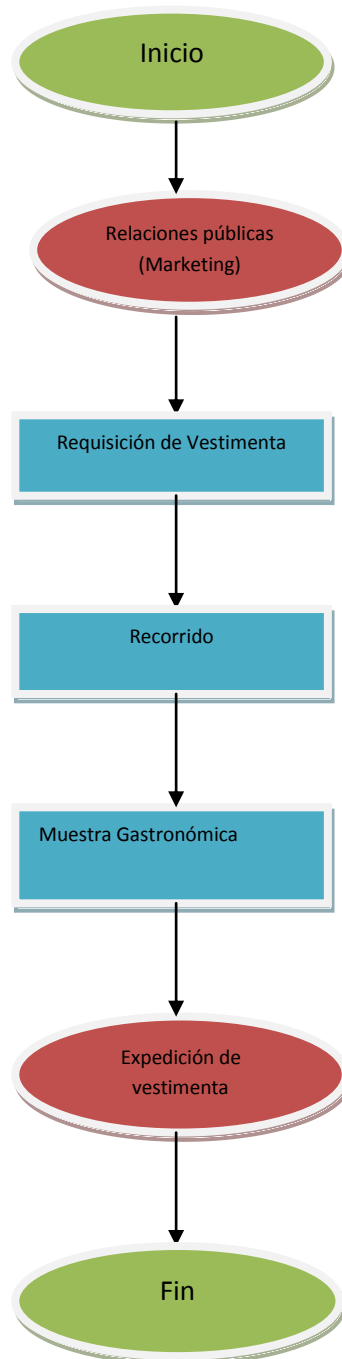 Inicio
Relaciones públicas
(Marketing)
Requisición de Vestimenta
Recorrido
Muestra Gastronómica
Expedición de
vestimenta
Fin